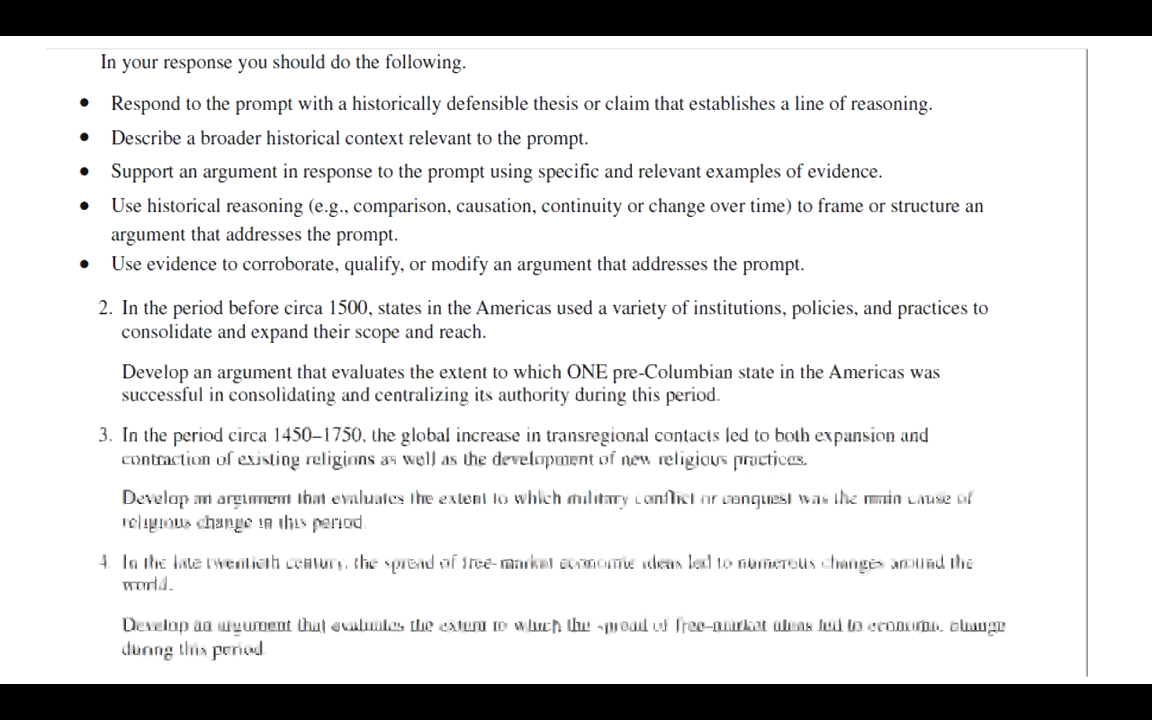 In your response you should do the following.
• Respond to the prompt with a historically defensible thesis or claim that establishes a line of reasoning.
• Describe a broader historical context relevant to the prompt.
• Support an argument in response to the prompt using specific and relevant examples of evidence.
• Use historical reasoning (e.g., comparison, causation, continuity or change over time) to frame or structure an
argument that addresses the prompt.
• Use evidence to corroborate, qualify, or modify an argument that addresses the prompt.
2. In the period before circa 1500, states in the Americas used a variety of institutions, policies, and practices to
consolidate and expand their scope and reach.
Develop an argument that evaluates the extent to which ONE pre-Columbian state in the Americas was
successful in consolidating and centralizing its authority during this period.
3. In the period circa 1450–1750, the global increase in transregional contacts led to both expansion and
contraction of existing religions as well as the development of new religious practices.
Develop an argument that evaluates the extent to which military conflict or conquest was the main cause of
religious change in this period.
4. In the late twentieth century, the spread of free-market economic ideas led to numerous changes around the
world.
Develop an argument that evaluates the extent to which the spread of free-market ideas led to economic change
during this period.